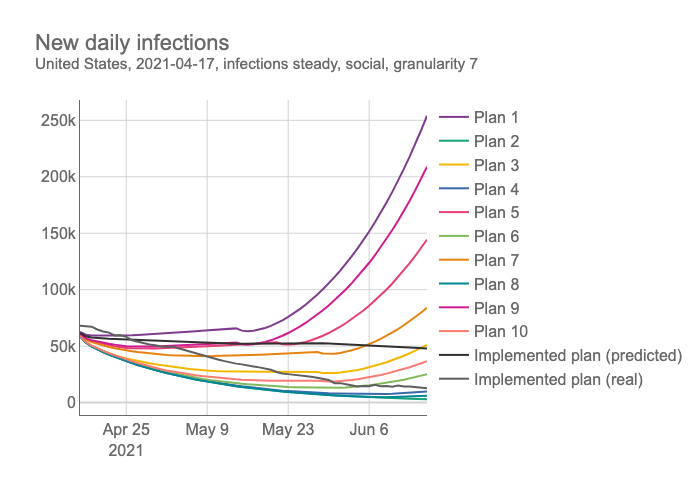 New daily infections
United States, 2021-04-17, infections steady, social, granularity 7
250k
200k
150k
100k
50k
0
Apr 25
2021
May 9
May 23
Jun 6
Plan 1
Plan 2
Plan 3
Plan 4
Plan 5
Plan 6
Plan 7
Plan 8
Plan 9
Plan 10
Implemented plan (predicted)
Implemented plan (real)